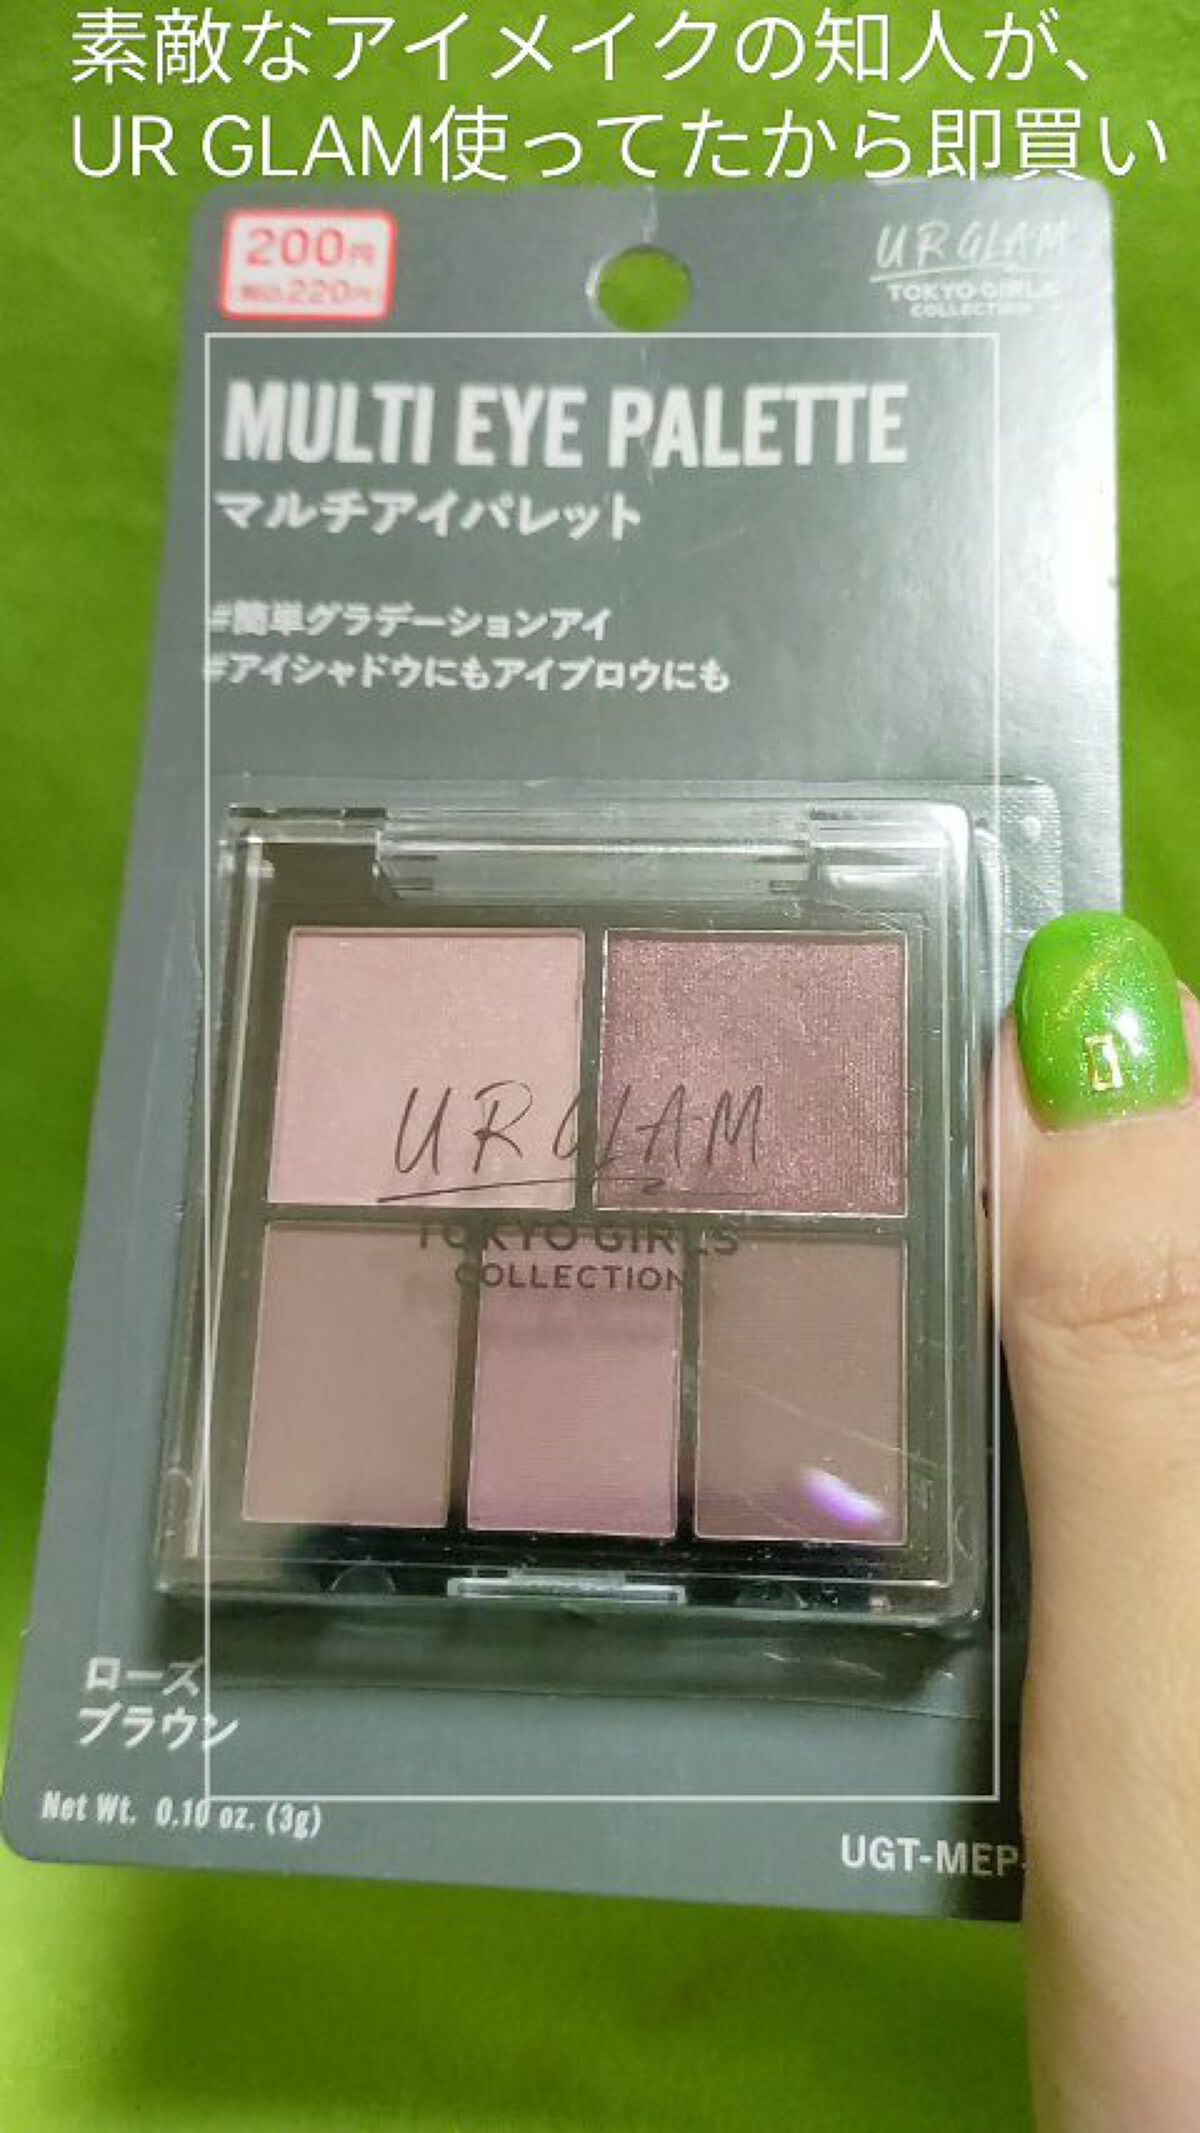 素敵なアイメイクの知人が、
UR GLAM使ってたから即買い
200円
税込220円
UR GLAM
TOKYO GIRLS
COLLECTION
MULTI EYE PALETTE
マルチアイパレット
#簡単グラデーションアイ
#アイシャドウにもアイブロウにも
UR GLAM
TOKYO GIRLS
COLLECTION
ローズ
ブラウン
Net Wt. 0.10 oz. (3g)
UGT-MEP-